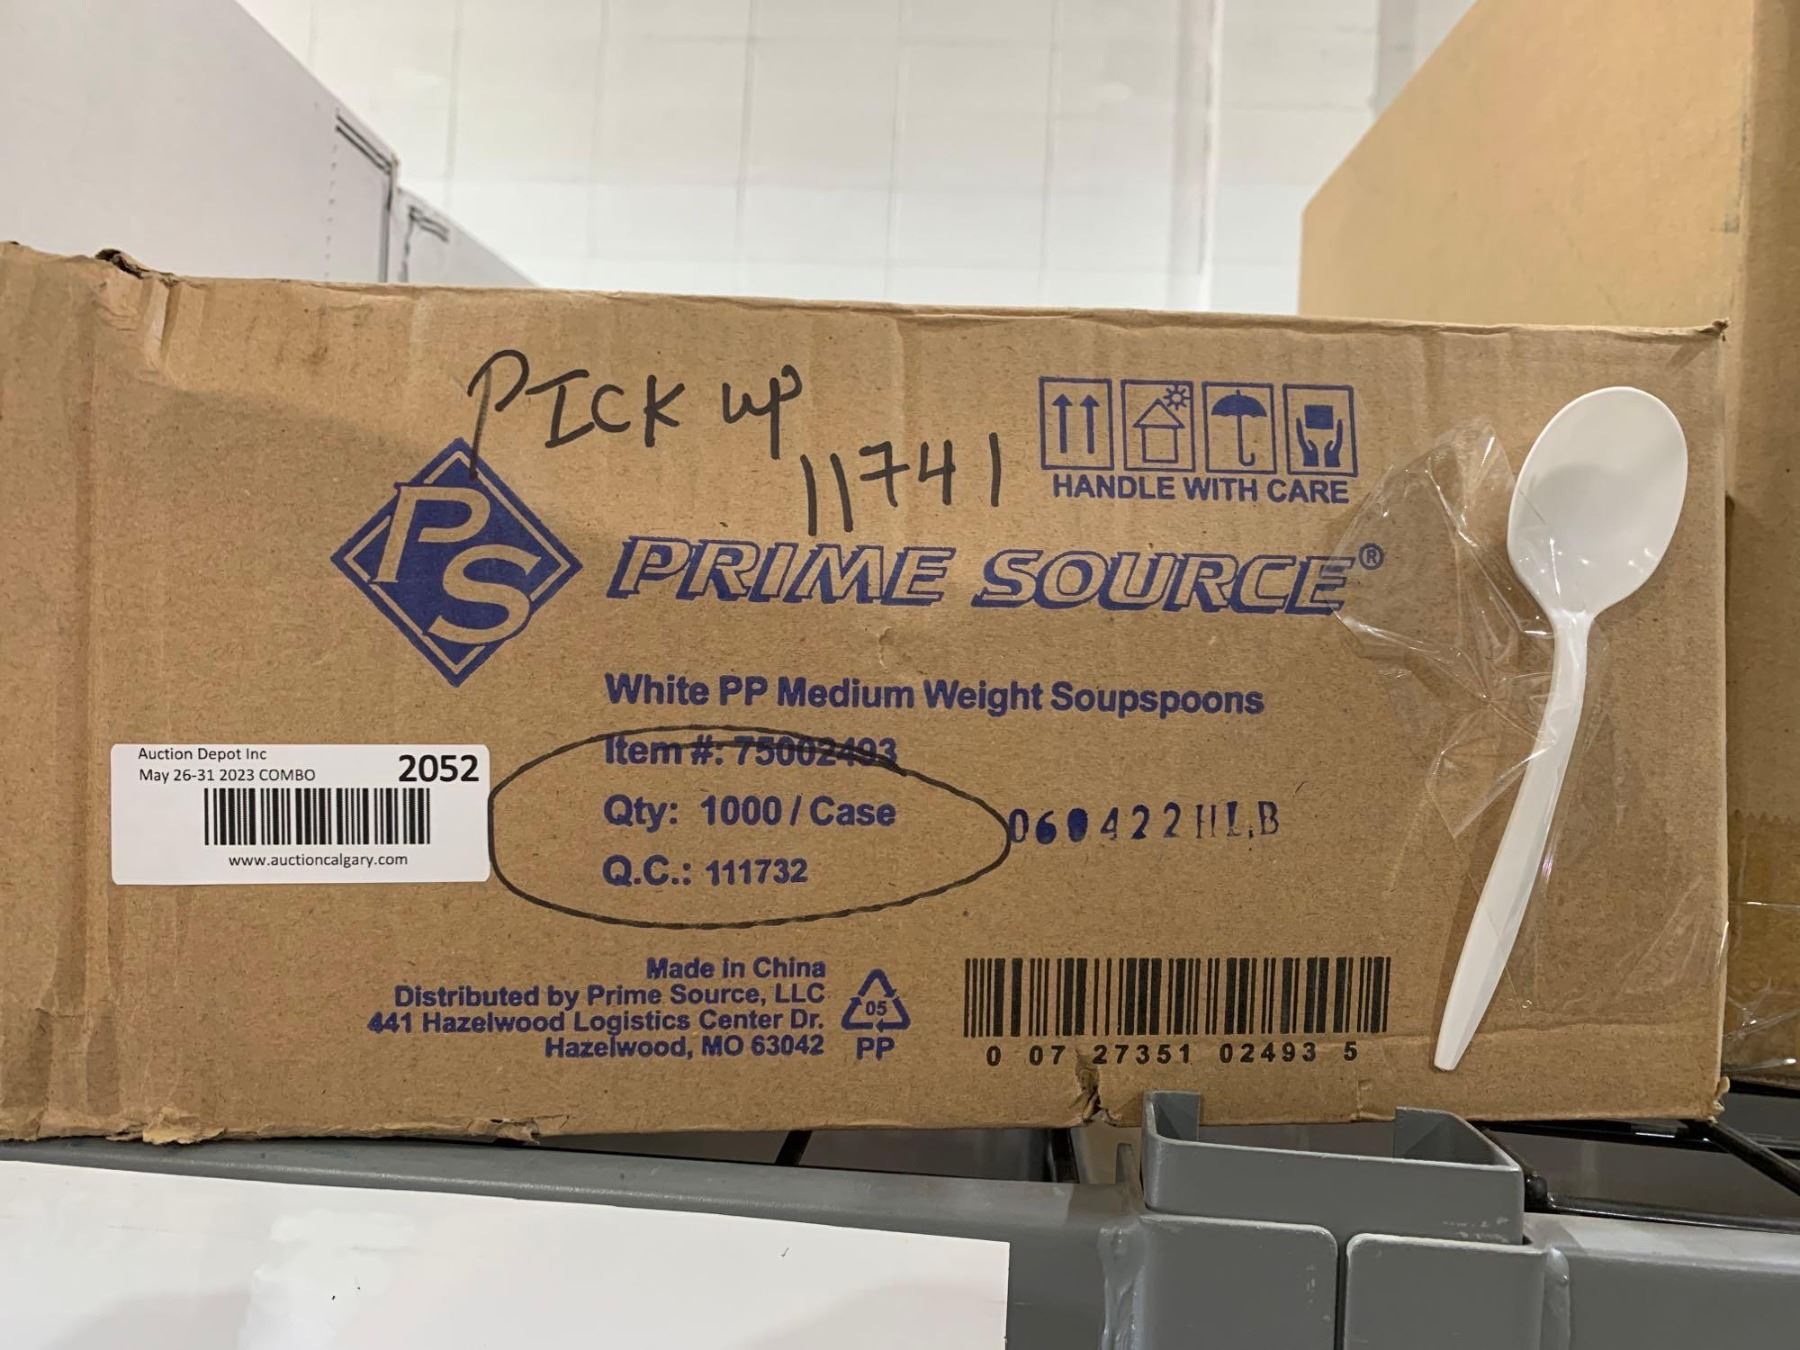 PICK up
11741
HANDLE WITH CARE
PS
PRIME SOURCE®
White PP Medium Weight Soupspoons
Item #: 75002493
Qty: 1000 / Case
Q.C.: 111732
060422HLB
Auction Depot Inc
May 26-31 2023 COMBO
2052
www.auctioncalgary.com
Made in China
Distributed by Prime Source, LLC
441 Hazelwood Logistics Center Dr.
Hazelwood, MO 63042
05
PP
0 07 27351 02493 5